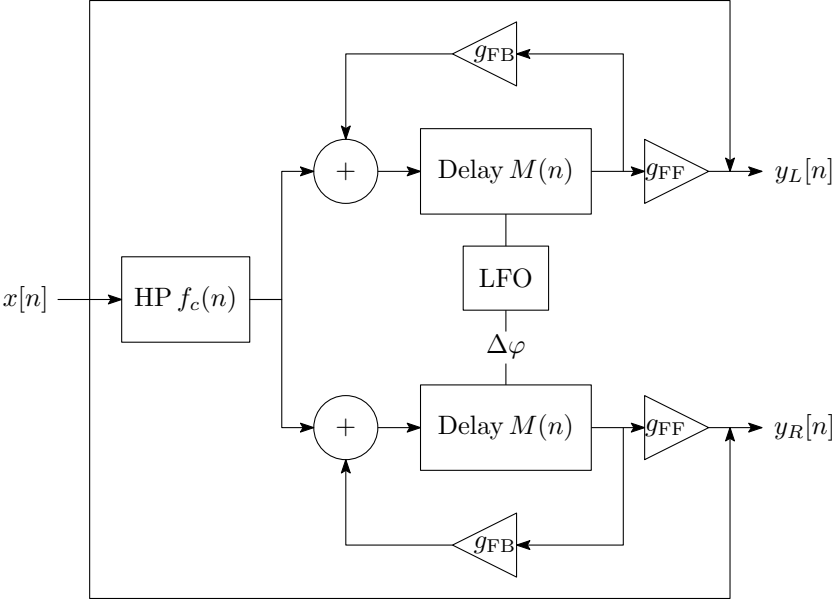 g_FB
+
Delay M(n)
g_FF
y_L[n]
x[n]
HP f_c(n)
LFO
Δφ
+
Delay M(n)
g_FF
y_R[n]
g_FB